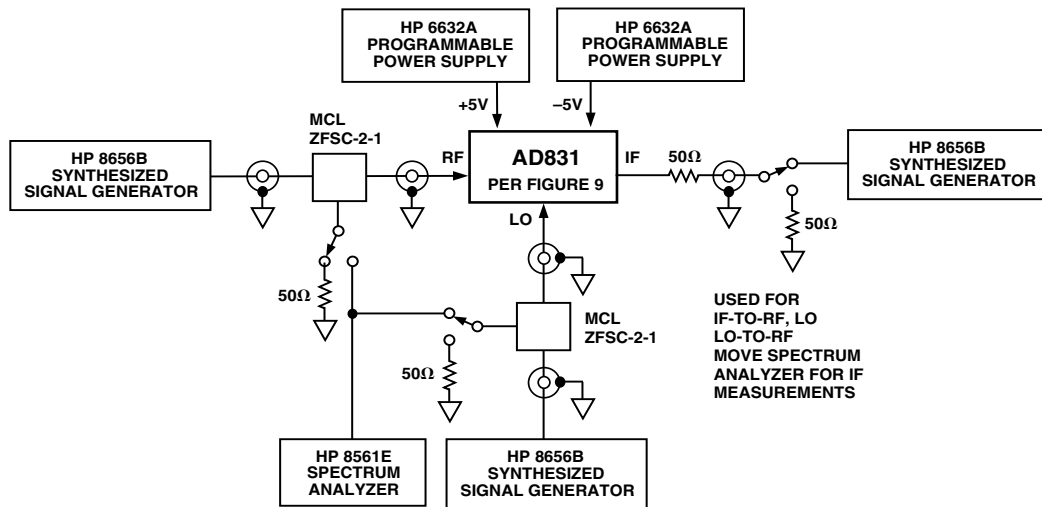 HP 6632A
PROGRAMMABLE
POWER SUPPLY
HP 6632A
PROGRAMMABLE
POWER SUPPLY
+5V
–5V
MCL
ZFSC-2-1
HP 8656B
SYNTHESIZED
SIGNAL GENERATOR
RF
AD831
PER FIGURE 9
IF
LO
50Ω
HP 8656B
SYNTHESIZED
SIGNAL GENERATOR
50Ω
50Ω
MCL
ZFSC-2-1
50Ω
USED FOR
IF-TO-RF, LO
LO-TO-RF
MOVE SPECTRUM
ANALYZER FOR IF
MEASUREMENTS
HP 8561E
SPECTRUM
ANALYZER
HP 8656B
SYNTHESIZED
SIGNAL GENERATOR